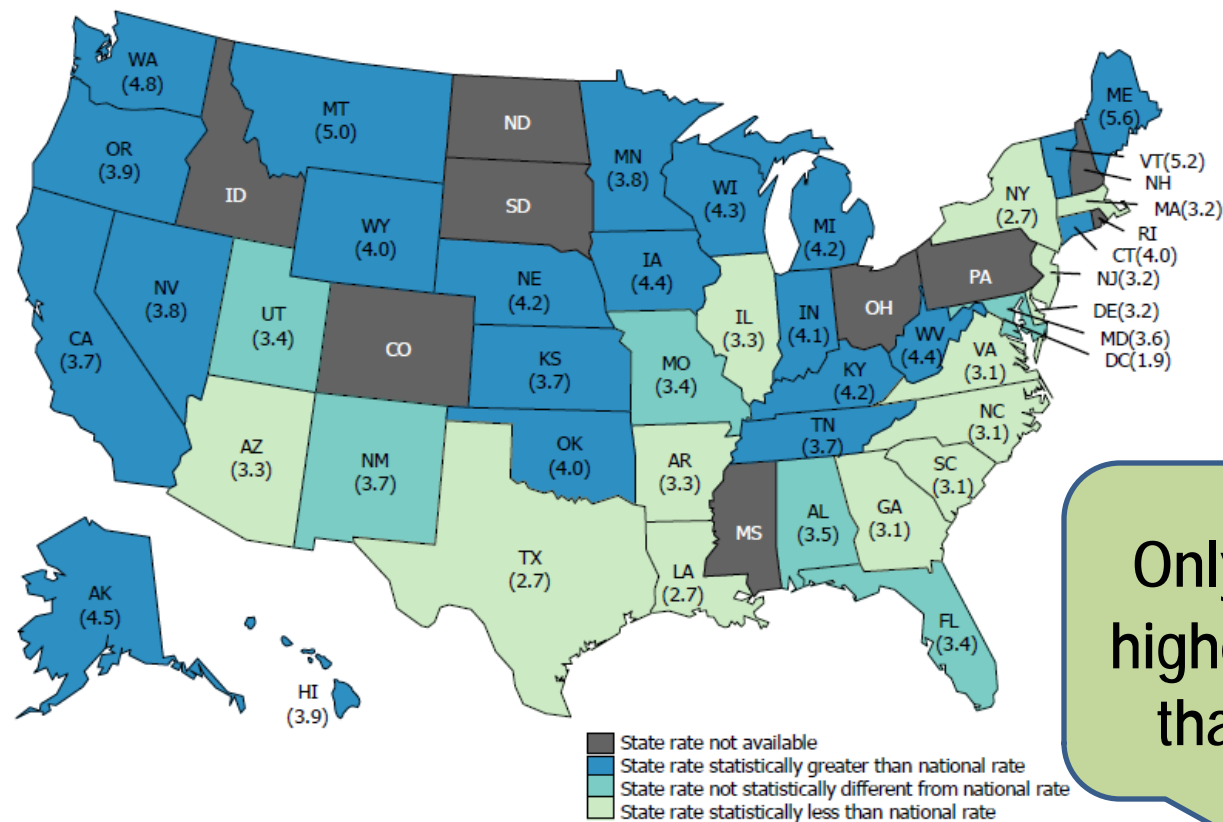 WA
(4.8)
MT
(5.0)
ND
MN
(3.8)
ME
(5.6)
OR
(3.9)
ID
SD
WI
(4.3)
NY
(2.7)
VT(5.2)
NH
MA(3.2)
RI
CT(4.0)
NJ(3.2)
DE(3.2)
MD(3.6)
DC(1.9)
WY
(4.0)
MI
(4.2)
IA
(4.4)
NE
(4.2)
PA
NV
(3.8)
UT
(3.4)
CO
IL
(3.3)
IN
(4.1)
OH
WV
(4.4)
VA
(3.1)
CA
(3.7)
KS
(3.7)
MO
(3.4)
KY
(4.2)
NC
(3.1)
TN
(3.7)
AZ
(3.3)
NM
(3.7)
OK
(4.0)
AR
(3.3)
SC
(3.1)
MS
AL
(3.5)
GA
(3.1)
TX
(2.7)
LA
(2.7)
FL
(3.4)
AK
(4.5)
HI
(3.9)
Only
highe
tha
State rate not available
State rate statistically greater than national rate
State rate not statistically different from national rate
State rate statistically less than national rate